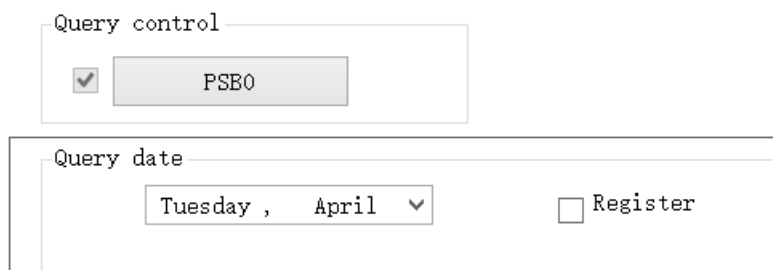 Query control
PSB0
Query date
Tuesday ,   April
Register